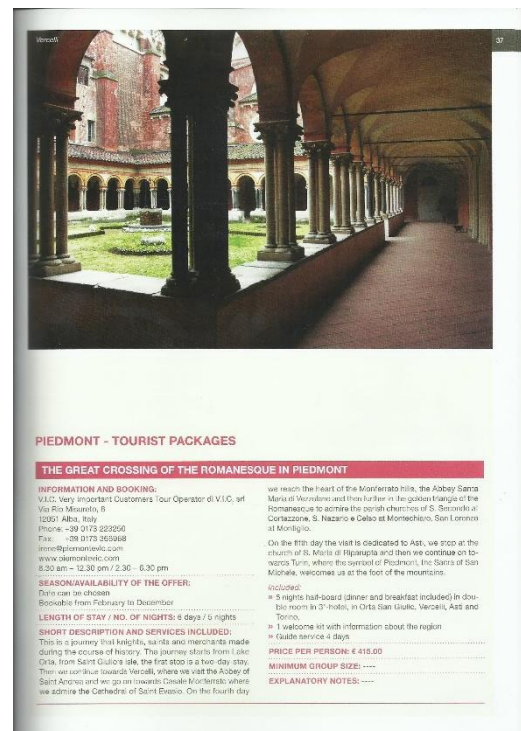 Vercelli
37
PIEDMONT - TOURIST PACKAGES
THE GREAT CROSSING OF THE ROMANESQUE IN PIEDMONT
INFORMATION AND BOOKING:
V.I.C. Very Important Customers Tour Operator di V.I.C. srl
Via Rio Misureto, 6
12051 Alba, Italy
Phone: +39 0173 223250
Fax: +39 0173
www.piemontevic.com
8.30 am – 12.30 pm / 2.30 – 6.30 pm
SEASON/AVAILABILITY OF THE OFFER:
Date can be chosen
Bookable from February to December
LENGTH OF STAY / NO. OF NIGHTS: 6 days / 5 nights
SHORT DESCRIPTION AND SERVICES INCLUDED:
This is a journey that knights, saints and merchants made
during the course of history. The journey starts from Lake
Orta, from Saint Giulio's isle, the first stop is a two-day stay.
Then we continue towards Vercelli, where we visit the Abbey of
Saint Andrea and we go on towards Casale Monferrato where
we admire the Cathedral of Saint Evasio. On the fourth day
we reach the heart of the Monferrato hills, the Abbey Santa
Maria di Vezzolano and then further in the golden triangle of the
Romanesque to admire the parish churches of S. Secondo at
Cortazzone, S. Nazario e Celso at Montechiaro, San Lorenzo
at Montiglio.
On the fifth day the visit is dedicated to Asti, we stop at the
church of S. Maria di Riparupta and then we continue on to-
wards Turin, where the symbol of Piedmont, the Sacra of San
Michele, welcomes us at the foot of the mountains.
Included:
» 5 nights half-board (dinner and breakfast included) in dou-
ble room in 3*-hotel, in Orta San Giulio, Vercelli, Asti and
Torino.
» 1 welcome kit with information about the region
» Guide service 4 days
PRICE PER PERSON: € 415.00
MINIMUM GROUP SIZE: ----
EXPLANATORY NOTES: ----